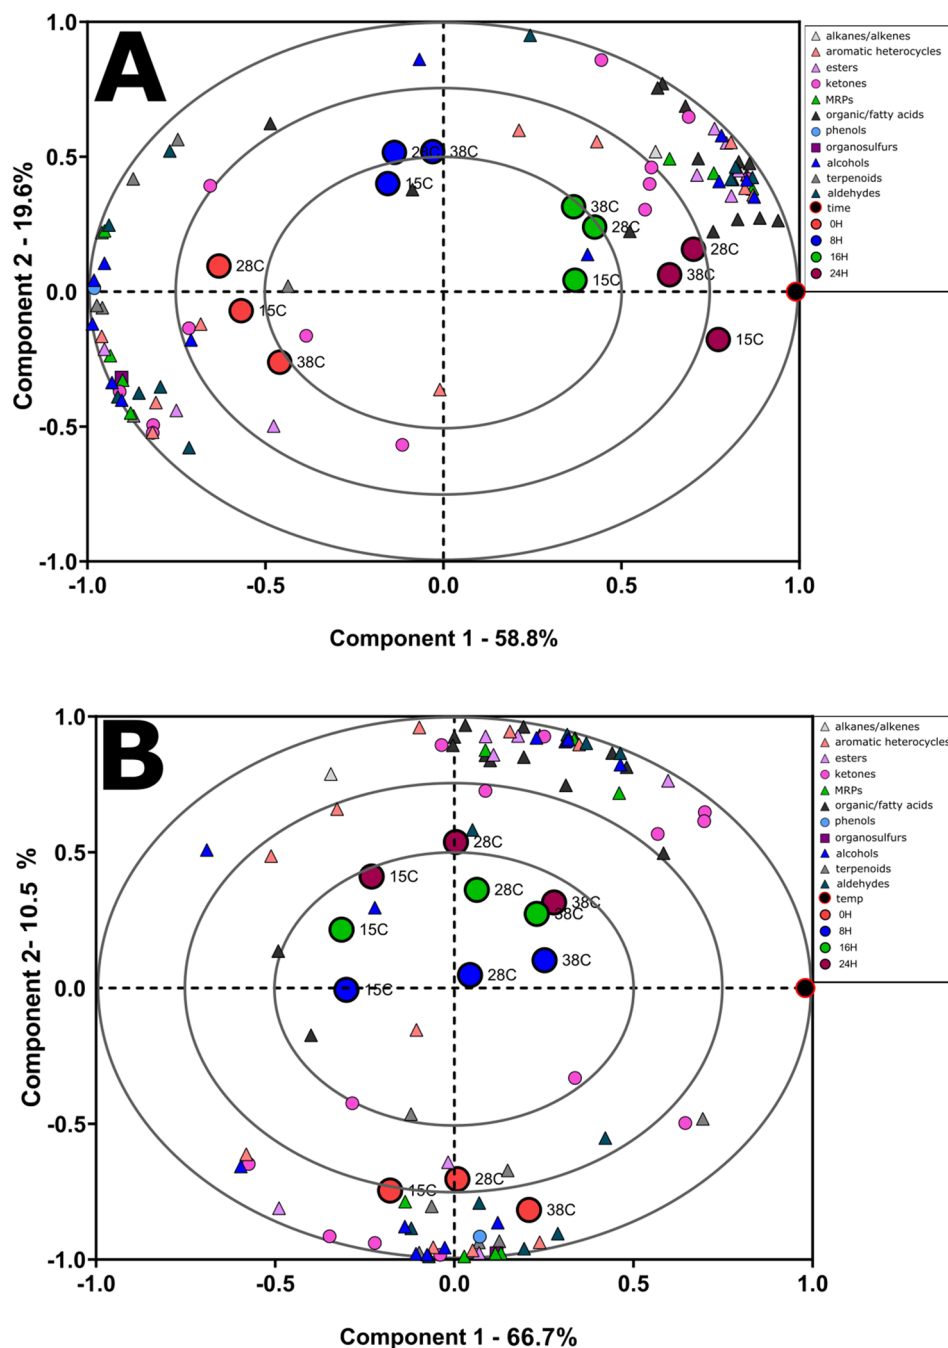 A
1.0
0.5
0.0
-0.5
-1.0
-1.0
-0.5
0.0
0.5
1.0
Component 2 - 19.6%
Component 1 - 58.8%
38C
15C
38C
28C
15C
28C
38C
15C
28C
15C
38C
alkanes/alkenes
aromatic heterocycles
esters
ketones
MRPs
organic/fatty acids
phenols
organosulfurs
alcohols
terpenoids
aldehydes
time
0H
8H
16H
24H
B
1.0
0.5
0.0
-0.5
-1.0
-1.0
-0.5
0.0
0.5
1.0
Component 2- 10.5 %
Component 1 - 66.7%
28C
15C
28C
38C
38C
15C
38C
28C
15C
28C
15C
38C
alkanes/alkenes
aromatic heterocycles
esters
ketones
MRPs
organic/fatty acids
phenols
organosulfurs
alcohols
terpenoids
aldehydes
temp
0H
8H
16H
24H